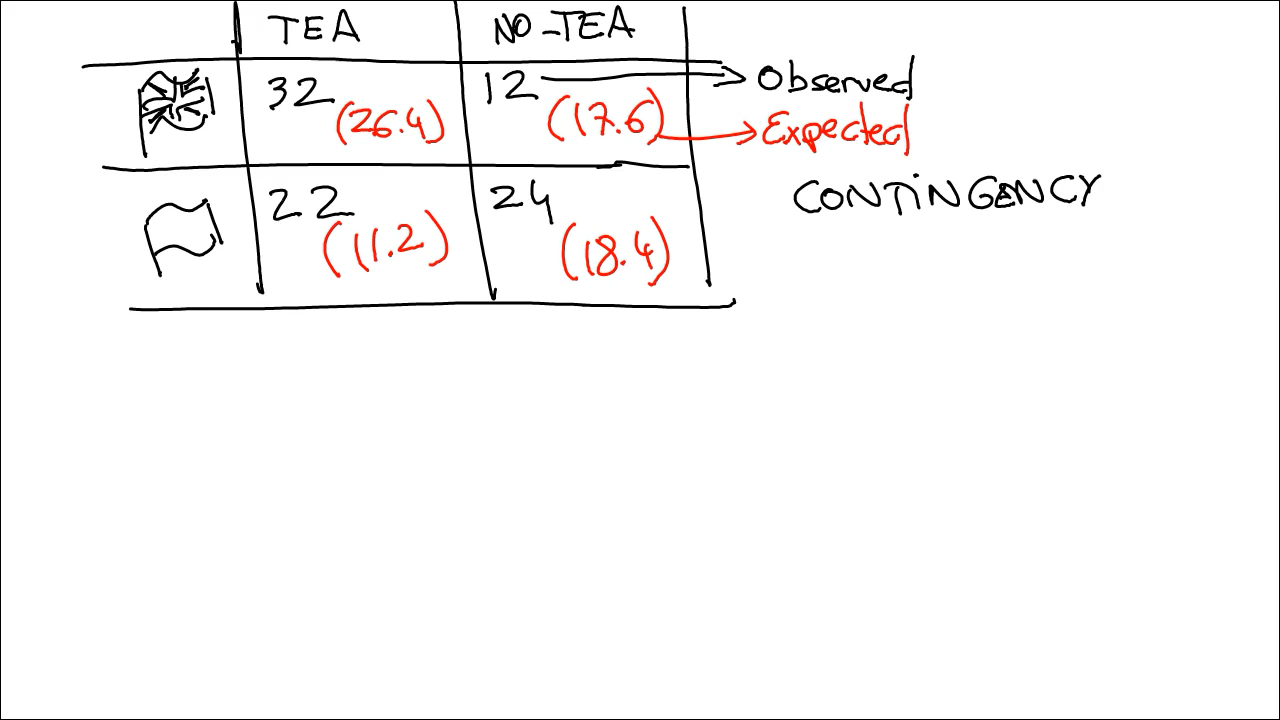 TEA NO-TEA
32 12 Observed
(26.4) (17.6) Expected
22 24 CONTINGENCY
(11.2) (18.4)